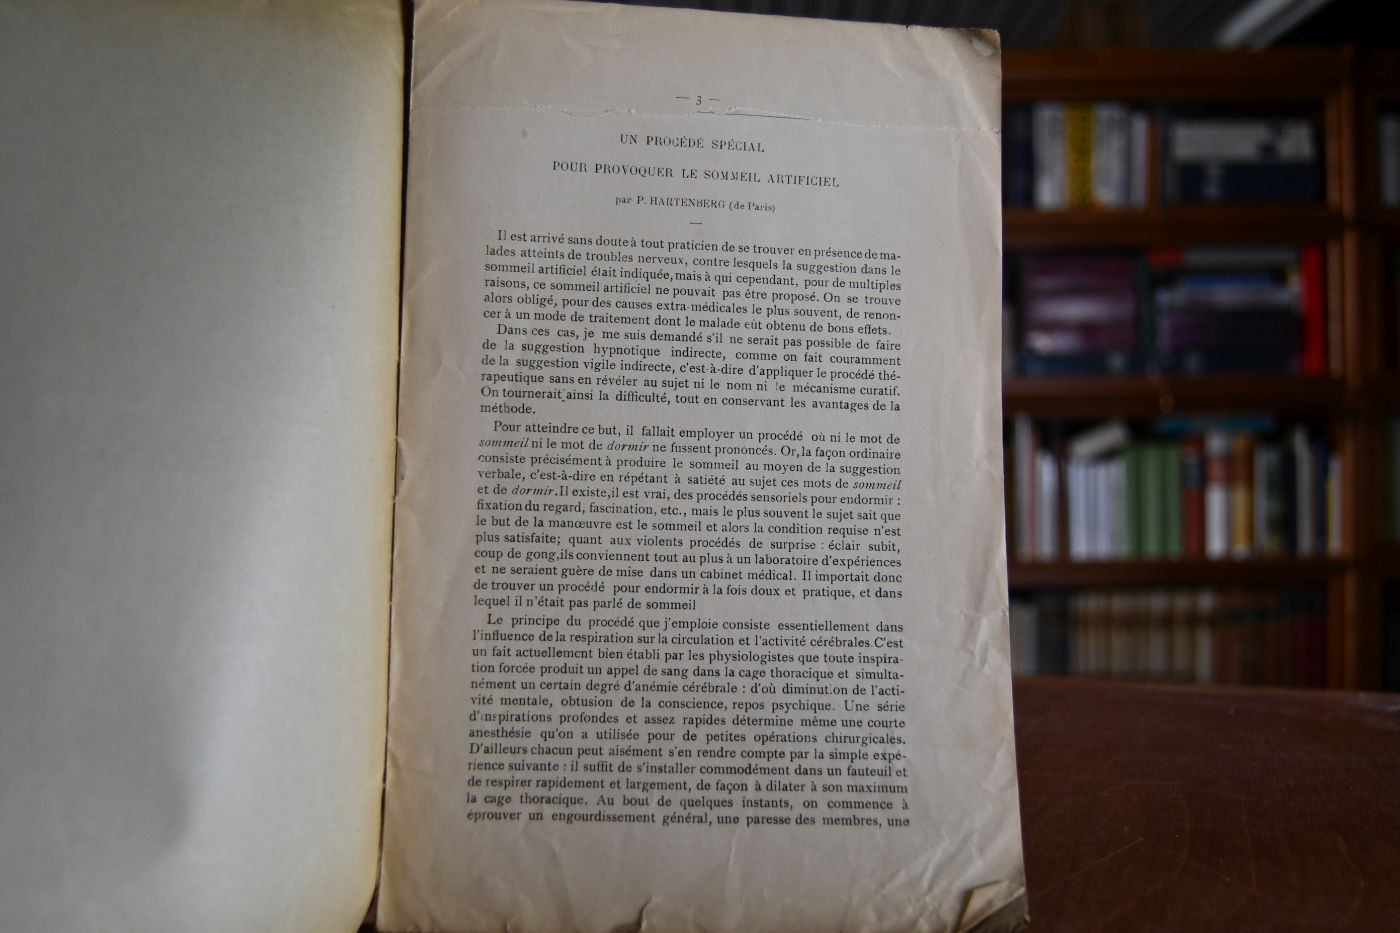 — 3 —
UN PROCÉDÉ SPÉCIAL
POUR PROVOQUER LE SOMMEIL ARTIFICIEL
par P. HARTENBERG (de Paris)
Il est arrivé sans doute à tout praticien de se trouver en présence de ma-
lades atteints de troubles nerveux, contre lesquels la suggestion dans le
sommeil artificiel était indiquée, mais à qui cependant, pour de multiples
raisons, ce sommeil artificiel ne pouvait pas être proposé. On se trouve
alors obligé, pour des causes extra-médicales le plus souvent, de renon-
cer à un mode de traitement dont le malade eût obtenu de bons effets.
Dans ces cas, je me suis demandé s'il ne serait pas possible de faire
de la suggestion hypnotique indirecte, comme on fait couramment
de la suggestion vigile indirecte, c'est-à-dire d'appliquer le procédé thé-
rapeutique sans en révéler au sujet ni le nom ni le mécanisme curatif.
On tournerait ainsi la difficulté, tout en conservant les avantages de la
méthode.
Pour atteindre ce but, il fallait employer un procédé où ni le mot de
sommeil ni le mot de dormir ne fussent prononcés. Or, la façon ordinaire
consiste précisément à produire le sommeil au moyen de la suggestion
verbale, c'est-à-dire en répétant à satiété au sujet ces mots de sommeil
et de dormir. Il existe, il est vrai, des procédés sensoriels pour endormir :
fixation du regard, fascination, etc., mais le plus souvent le sujet sait que
le but de la manœuvre est le sommeil et alors la condition requise n'est
plus satisfaite; quant aux violents procédés de surprise : éclair subit,
coup de gong, ils conviennent tout au plus à un laboratoire d'expériences
et ne seraient guère de mise dans un cabinet médical. Il importait donc
de trouver un procédé pour endormir à la fois doux et pratique, et dans
lequel il n'était pas parlé de sommeil
Le principe du procédé que j'emploie consiste essentiellement dans
l'influence de la respiration sur la circulation et l'activité cérébrales. C'est
un fait actuellement bien établi par les physiologistes que toute inspira-
tion forcée produit un appel de sang dans la cage thoracique et simulta-
nément un certain degré d'anémie cérébrale : d'où diminution de l'acti-
vité mentale, obtusion de la conscience, repos psychique. Une série
d'inspirations profondes et assez rapides détermine même une courte
anesthésie qu'on a utilisée pour de petites opérations chirurgicales.
D'ailleurs chacun peut aisément s'en rendre compte par la simple expé-
rience suivante : il suffit de s'installer commodément dans un fauteuil et
de respirer rapidement et largement, de façon à dilater à son maximum
la cage thoracique. Au bout de quelques instants, on commence à
éprouver un engourdissement général, une paresse des membres, une